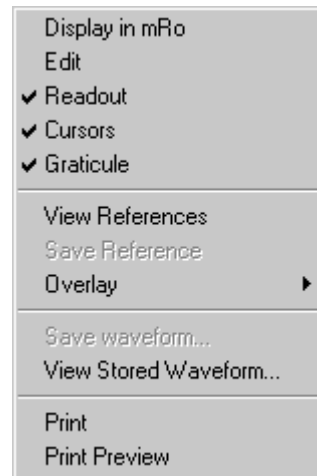 Display in mRo
Edit
Readout
Cursors
Graticule
View References
Save Reference
Overlay
Save waveform...
View Stored Waveform...
Print
Print Preview